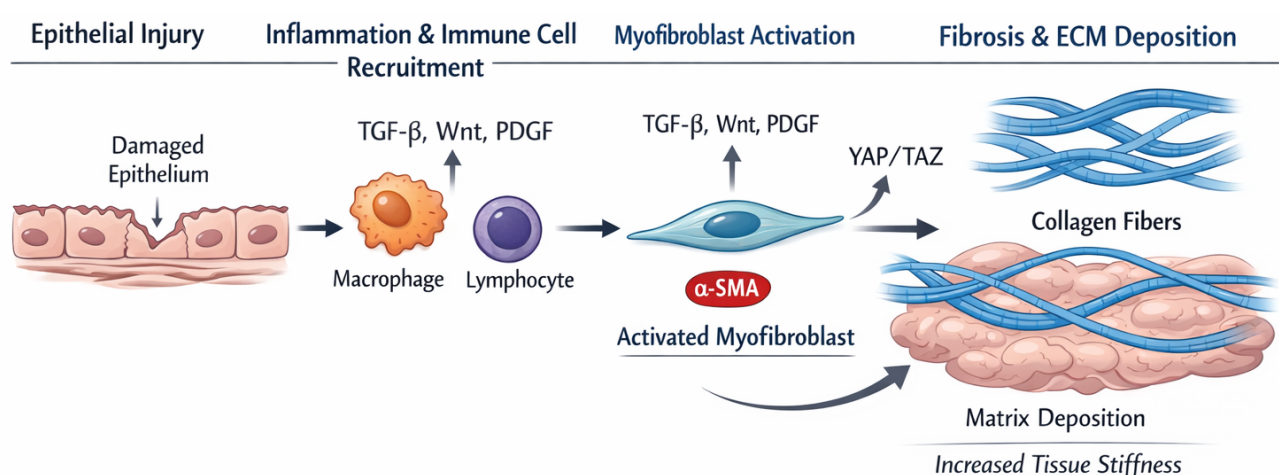 Epithelial Injury
Inflammation & Immune Cell
Recruitment
Myofibroblast Activation
Fibrosis & ECM Deposition
Damaged
Epithelium
TGF-β, Wnt, PDGF
Macrophage
Lymphocyte
TGF-β, Wnt, PDGF
YAP/TAZ
α-SMA
Activated Myofibroblast
Collagen Fibers
Matrix Deposition
Increased Tissue Stiffness